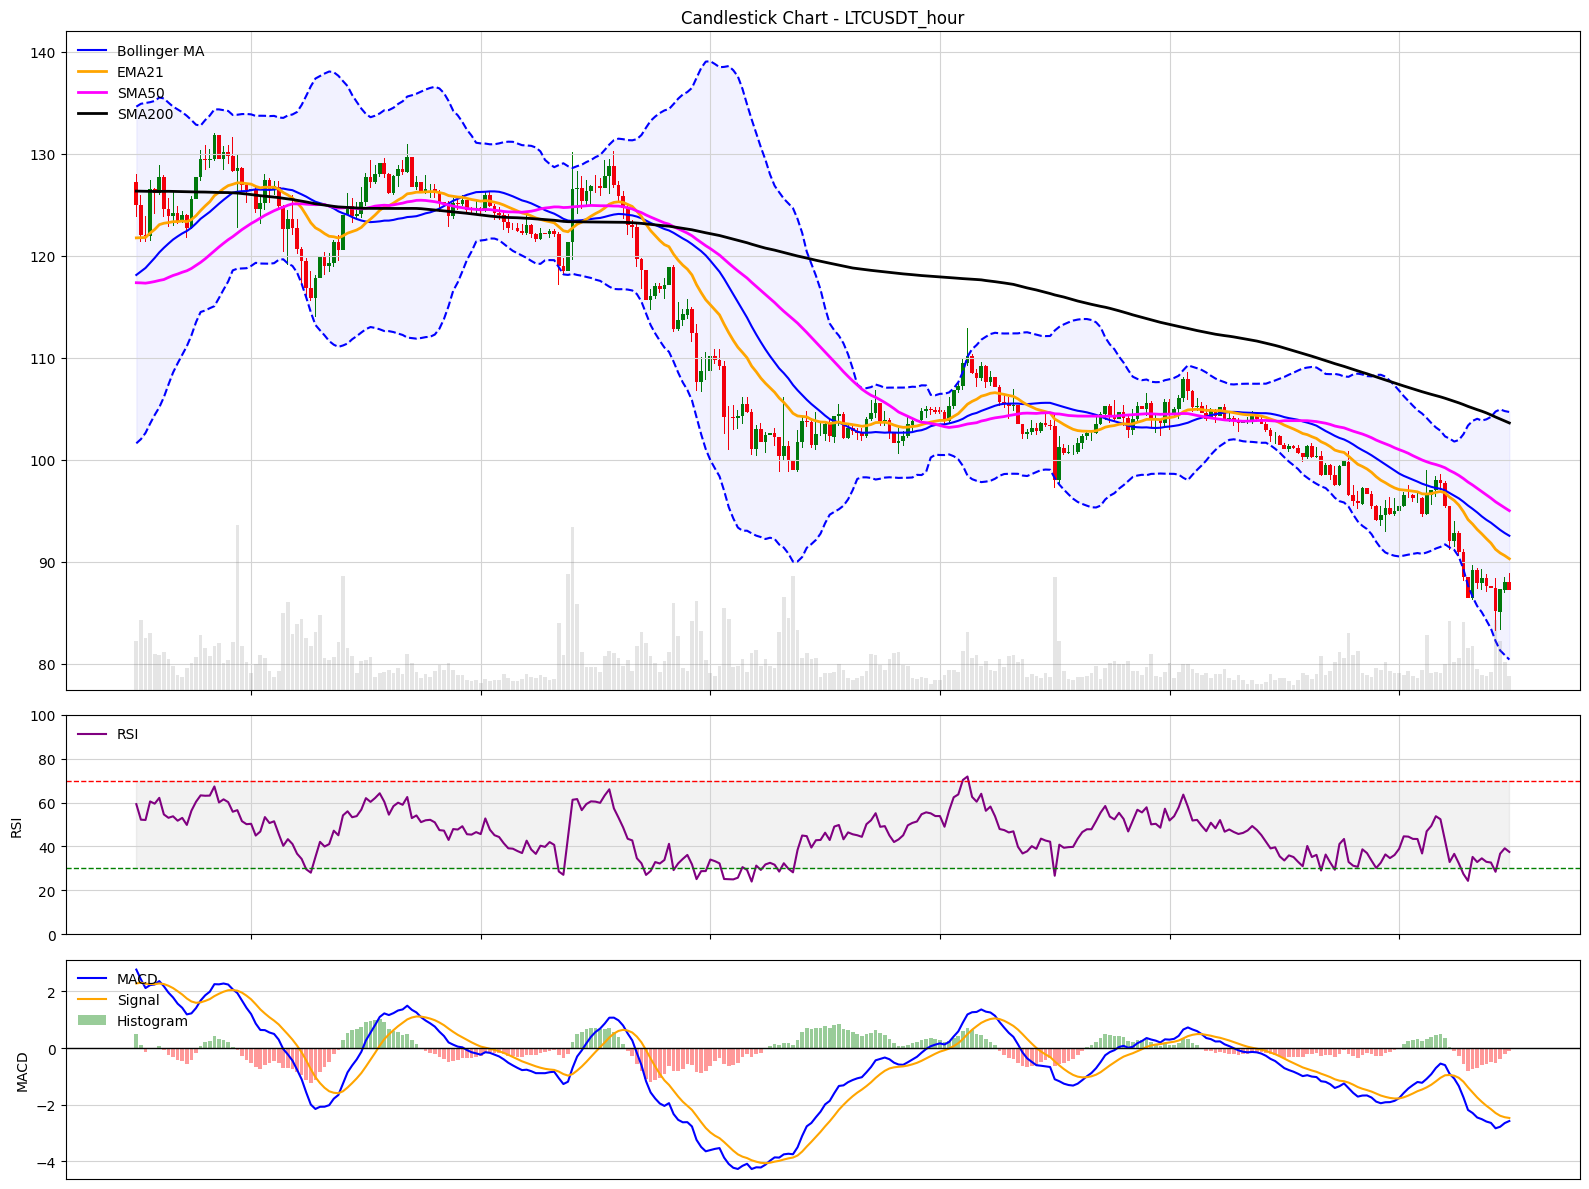 Candlestick Chart - LTCUSDT_hour
140
130
120
110
100
90
80
Bollinger MA
EMA21
SMA50
SMA200
100
80
60
40
20
0
RSI
RSI
2
0
−2
−4
MACD
MACD
Signal
Histogram